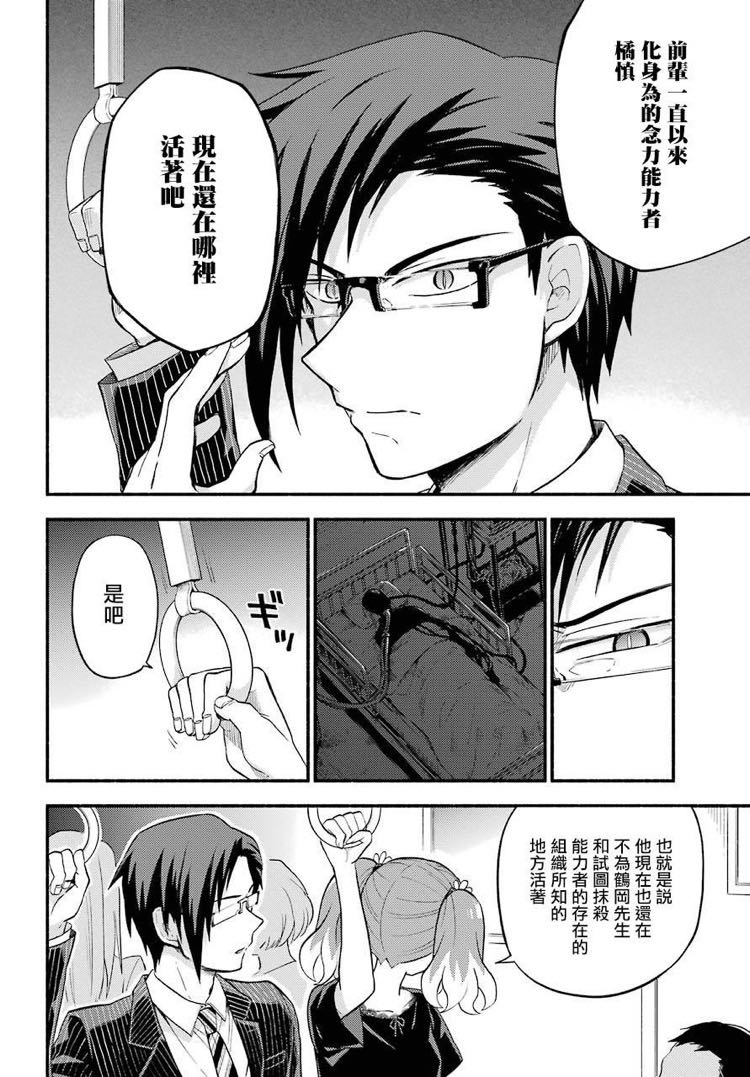 前輩一直以來
化身為的念力能力者
橘慎
現在還在哪裡
活著吧
ギッ
是吧
也就是說
他現在也還在
不為鶴岡先生
和試圖抹殺
能力者的存在的
組織所知的
地方活著